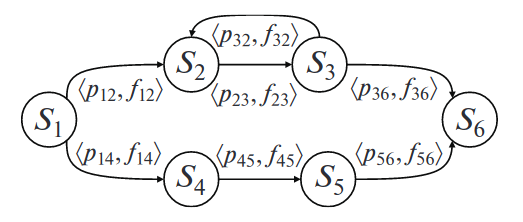 ⟨p32, f32⟩
S2 S3
⟨p12, f12⟩ ⟨p23, f23⟩ ⟨p36, f36⟩
S1 S6
⟨p14, f14⟩ ⟨p45, f45⟩ ⟨p56, f56⟩
S4 S5